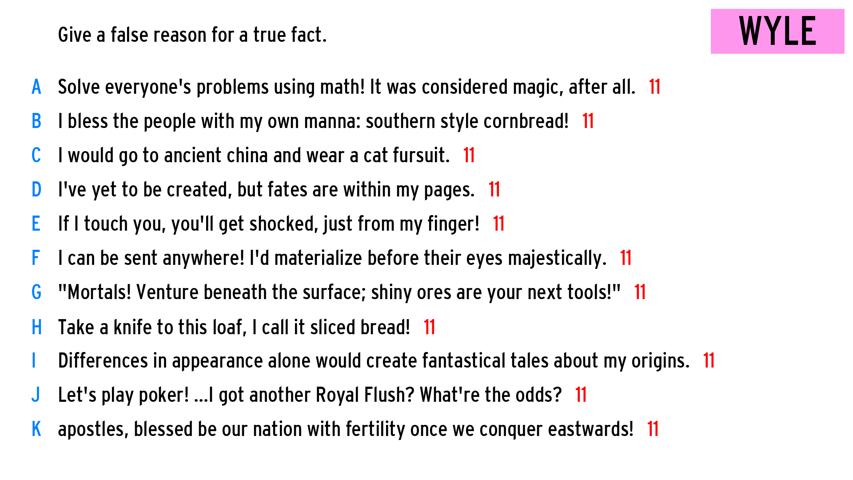 Give a false reason for a true fact.
WYLE
A Solve everyone's problems using math! It was considered magic, after all. 11
B I bless the people with my own manna: southern style cornbread! 11
C I would go to ancient china and wear a cat fursuit. 11
D I've yet to be created, but fates are within my pages. 11
E If I touch you, you'll get shocked, just from my finger! 11
F I can be sent anywhere! I'd materialize before their eyes majestically. 11
G "Mortals! Venture beneath the surface; shiny ores are your next tools!" 11
H Take a knife to this loaf, I call it sliced bread! 11
I Differences in appearance alone would create fantastical tales about my origins. 11
J Let's play poker! ...I got another Royal Flush? What're the odds? 11
K apostles, blessed be our nation with fertility once we conquer eastwards! 11